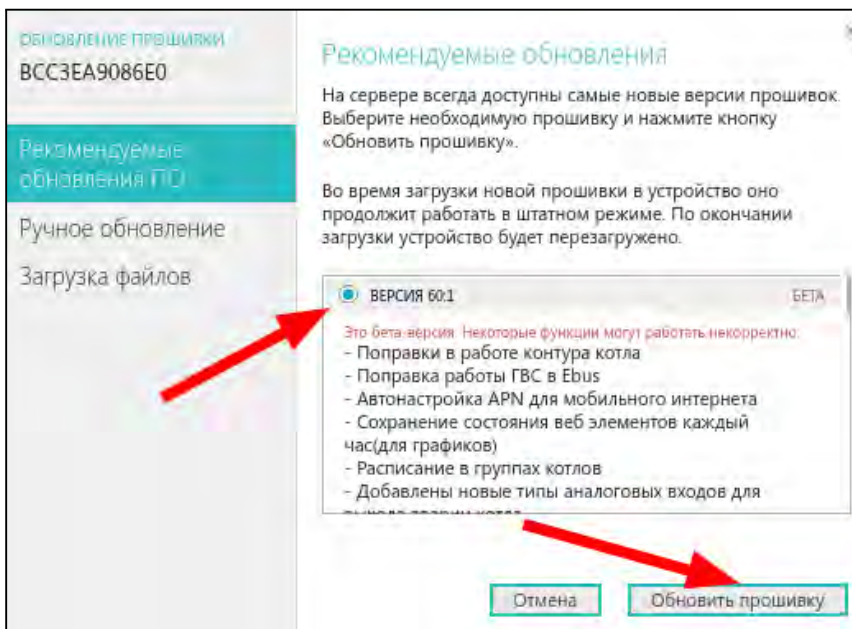 ОБНОВЛЕНИЕ ПРОШИВКИ
BCC3EA9086E0
Рекомендуемые
обновления ПО
Ручное обновление
Загрузка файлов
Рекомендуемые обновления
На сервере всегда доступны самые новые версии прошивок.
Выберите необходимую прошивку и нажмите кнопку
«Обновить прошивку».
Во время загрузки новой прошивки в устройство оно
продолжит работать в штатном режиме. По окончании
загрузки устройство будет перезагружено.
ВЕРСИЯ 60:1 БЕТА
Это бета-версия. Некоторые функции могут работать некорректно.
- Поправки в работе контура котла
- Поправка работы ГВС в Ebus
- Автонастройка APN для мобильного интернета
- Сохранение состояния веб элементов каждый
час(для графиков)
- Расписание в группах котлов
- Добавлены новые типы аналоговых входов для
Отмена
Обновить прошивку